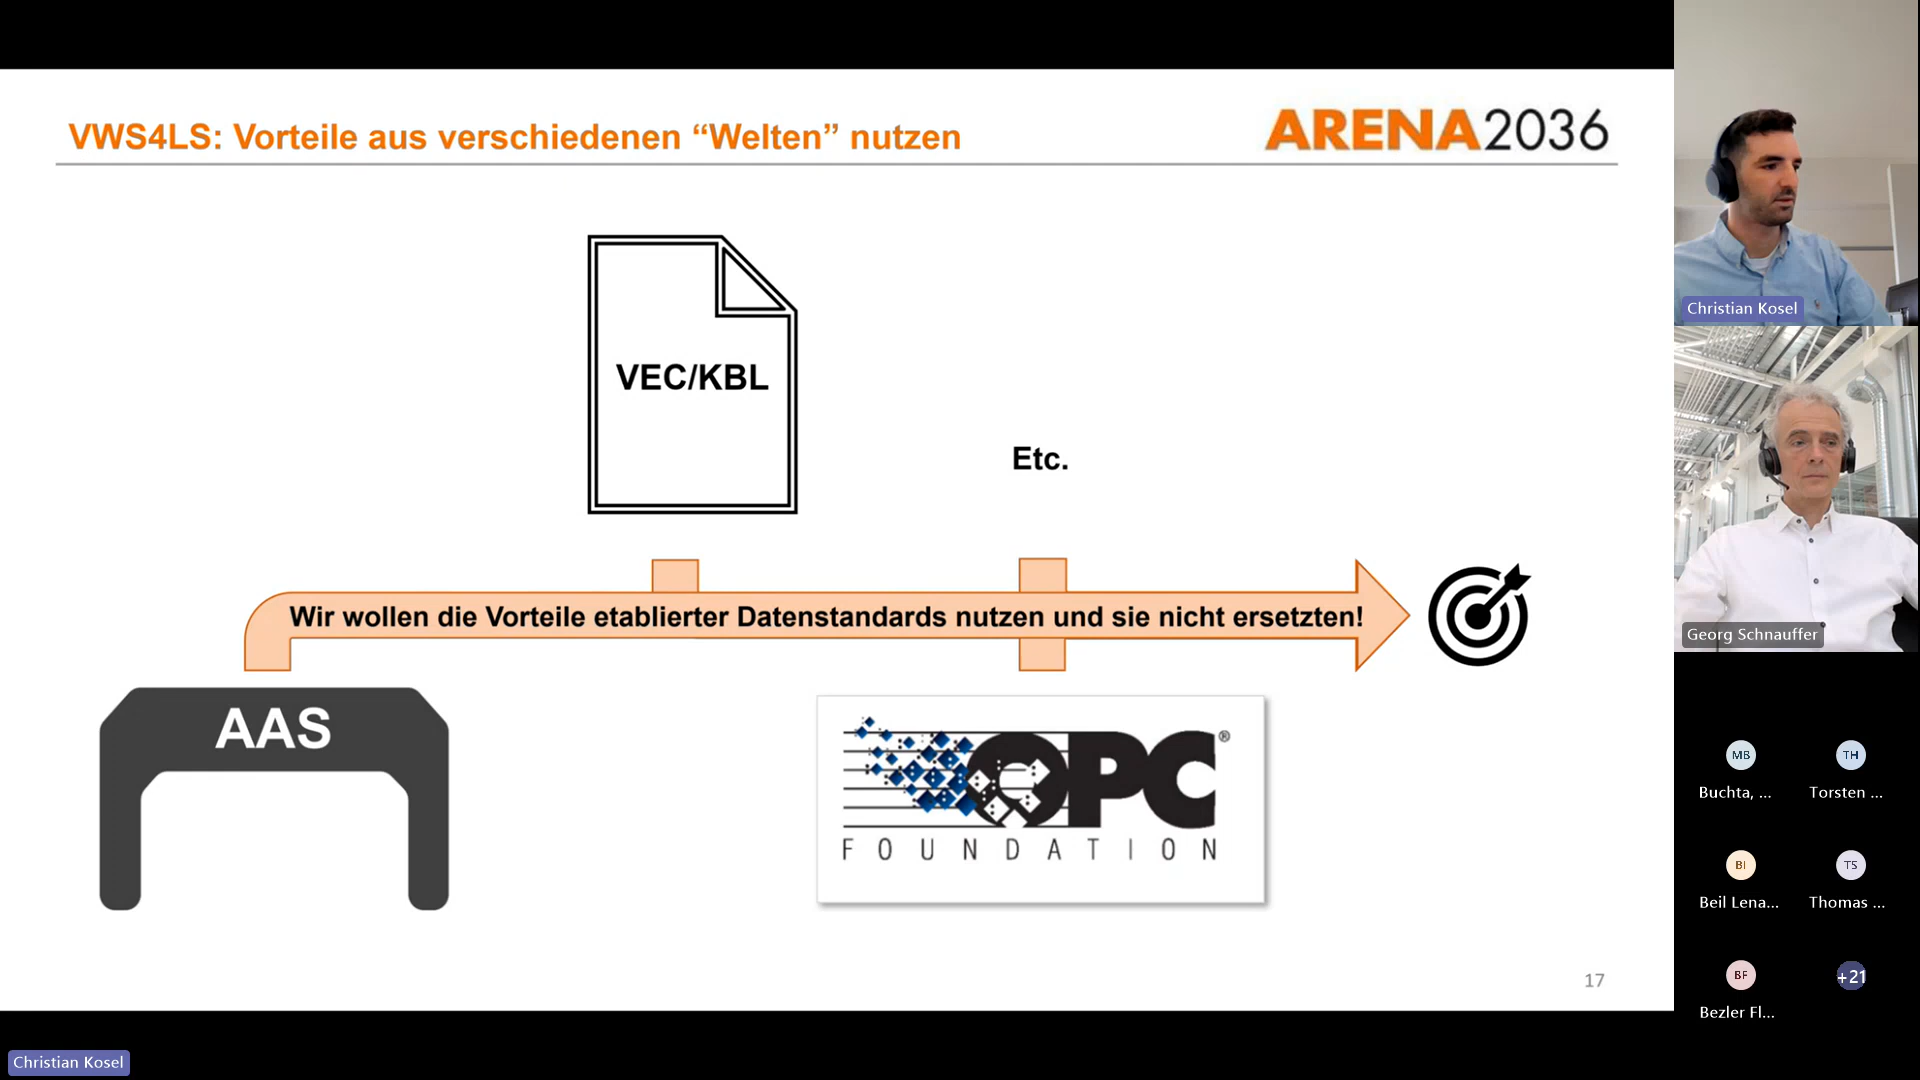 VWS4LS: Vorteile aus verschiedenen “Welten” nutzen
ARENA2036
VEC/KBL
Etc.
Wir wollen die Vorteile etablierter Datenstandards nutzen und sie nicht ersetzten!
AAS
OPC®
FOUNDATION
17
Christian Kosel
Christian Kosel
Georg Schnauffer
MB
TH
Buchta, ...
Torsten ...
BI
TS
Beil Lena...
Thomas ...
BF
+21
Bezler Fl...